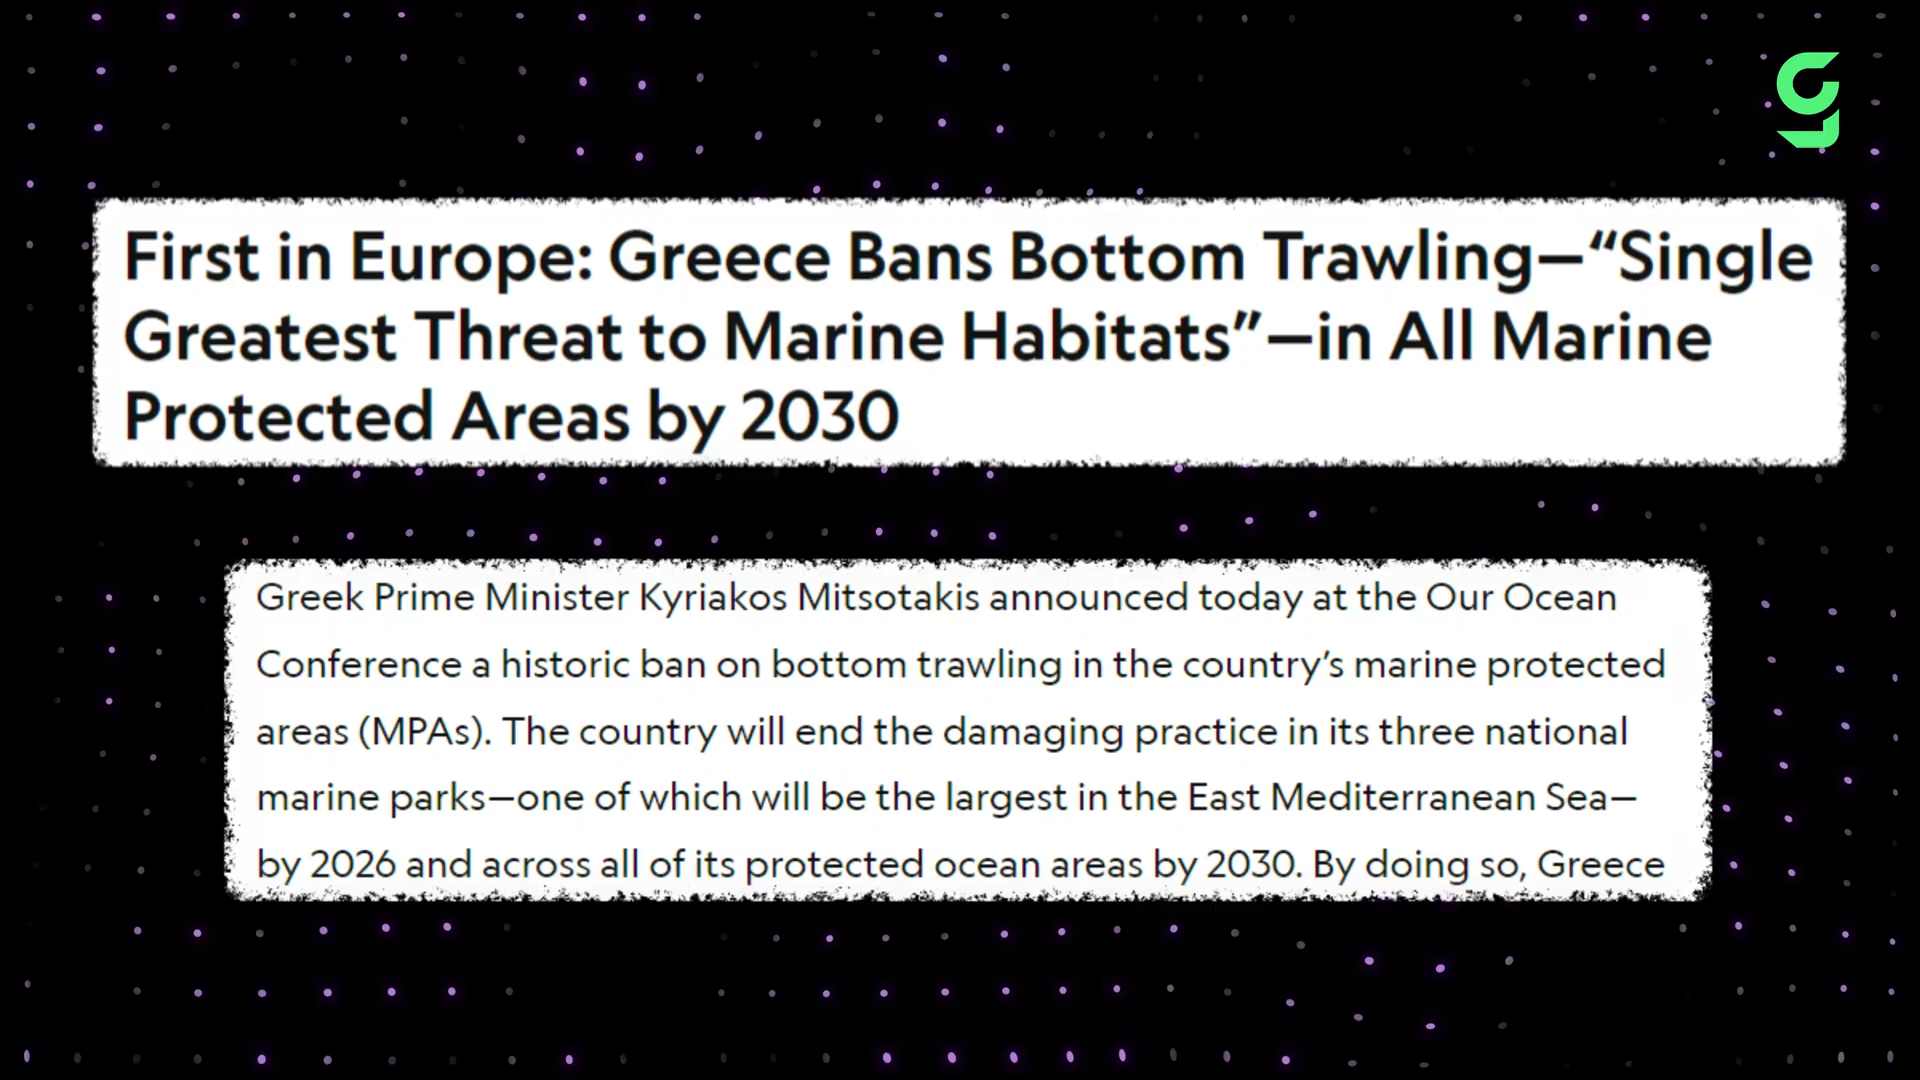 First in Europe: Greece Bans Bottom Trawling—“Single
Greatest Threat to Marine Habitats”—in All Marine
Protected Areas by 2030
Greek Prime Minister Kyriakos Mitsotakis announced today at the Our Ocean
Conference a historic ban on bottom trawling in the country’s marine protected
areas (MPAs). The country will end the damaging practice in its three national
marine parks—one of which will be the largest in the East Mediterranean Sea—
by 2026 and across all of its protected ocean areas by 2030. By doing so, Greece